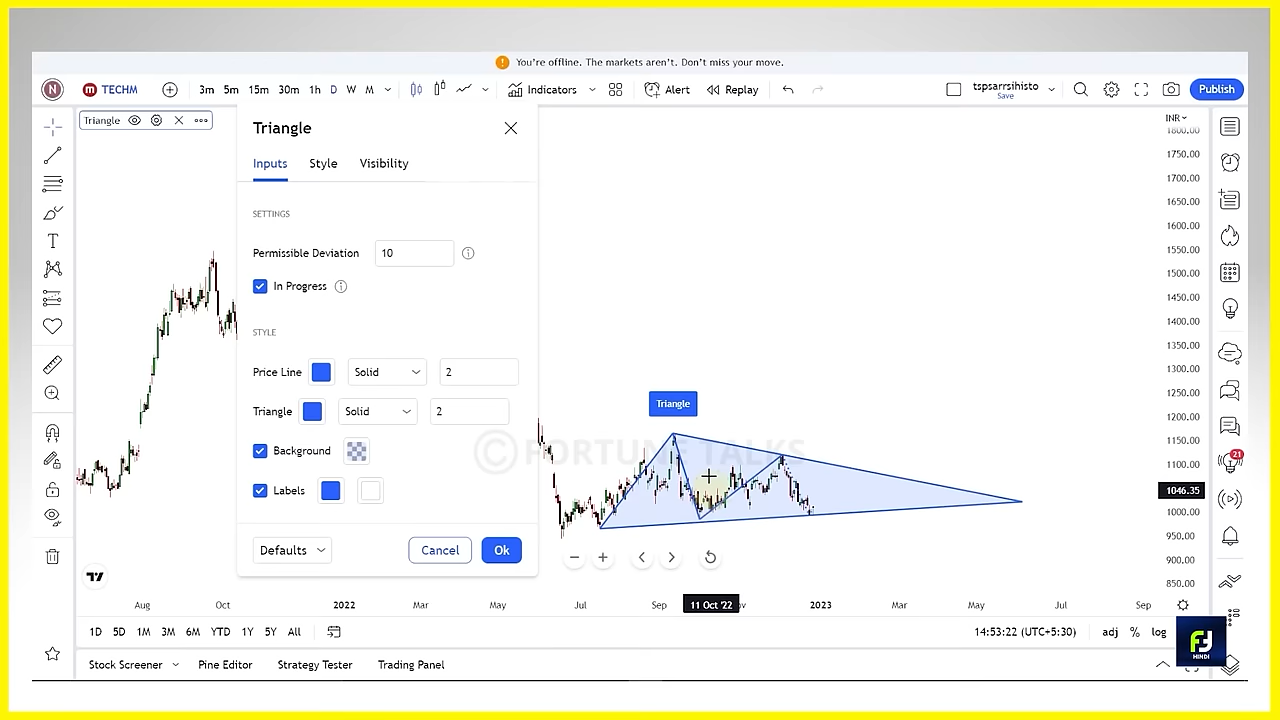 You're offline. The markets aren't. Don't miss your move.
N
m TECHM
3m 5m 15m 30m 1h D W M
Indicators
Alert
Replay
tspsarrsihisto
Save
Publish
Triangle
Triangle
Inputs Style Visibility
SETTINGS
Permissible Deviation 10
In Progress
STYLE
Price Line Solid 2
Triangle Solid 2
Background
Labels
Defaults Cancel Ok
Triangle
© FORTUNE TALKS
INR
1800.00
1750.00
1700.00
1650.00
1600.00
1550.00
1500.00
1450.00
1400.00
1350.00
1300.00
1250.00
1200.00
1150.00
1100.00
1046.35
1000.00
950.00
900.00
850.00
21
Aug Oct 2022 Mar May Jul Sep 11 Oct '22 2023 Mar May Jul Sep
1D 5D 1M 3M 6M YTD 1Y 5Y All
14:53:22 (UTC+5:30) adj % log
Stock Screener Pine Editor Strategy Tester Trading Panel
HINDI